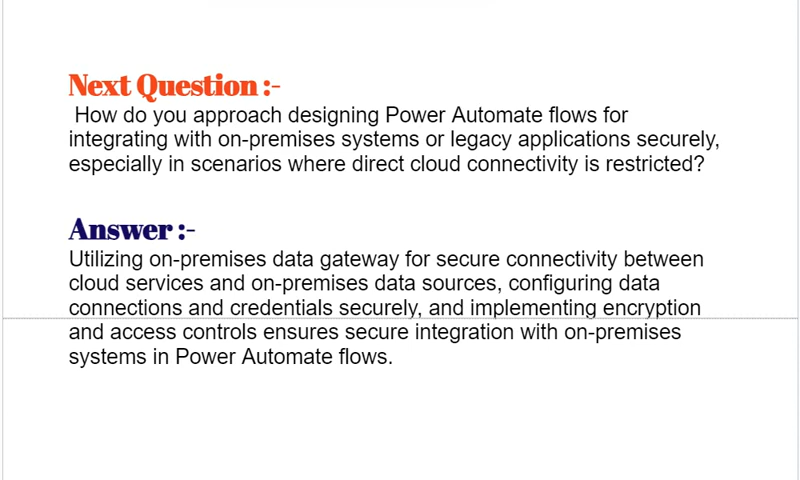 Next Question :-
How do you approach designing Power Automate flows for
integrating with on-premises systems or legacy applications securely,
especially in scenarios where direct cloud connectivity is restricted?
Answer :-
Utilizing on-premises data gateway for secure connectivity between
cloud services and on-premises data sources, configuring data
connections and credentials securely, and implementing encryption
and access controls ensures secure integration with on-premises
systems in Power Automate flows.